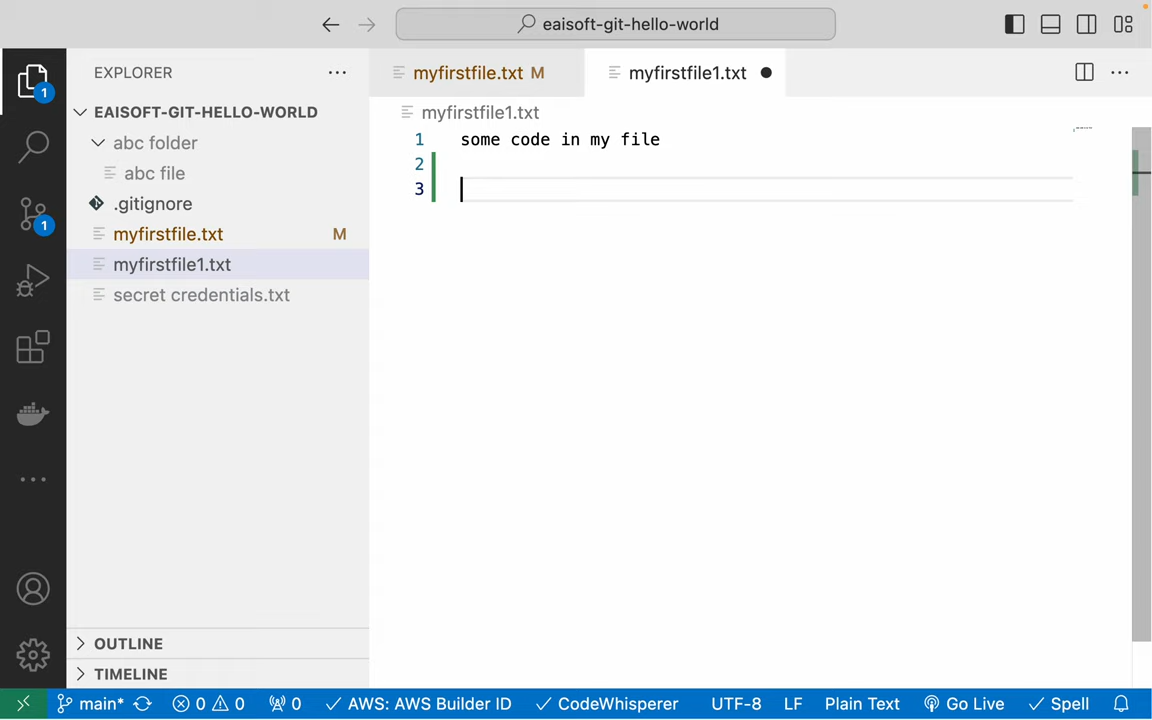 eaisoft-git-hello-world
EXPLORER
EAISOFT-GIT-HELLO-WORLD
abc folder
abc file
.gitignore
myfirstfile.txt M
myfirstfile1.txt
secret credentials.txt
OUTLINE
TIMELINE
1
1
myfirstfile.txt M
myfirstfile1.txt
myfirstfile1.txt
1 some code in my file
2
3
main* 0 0 0 AWS: AWS Builder ID CodeWhisperer UTF-8 LF Plain Text Go Live Spell